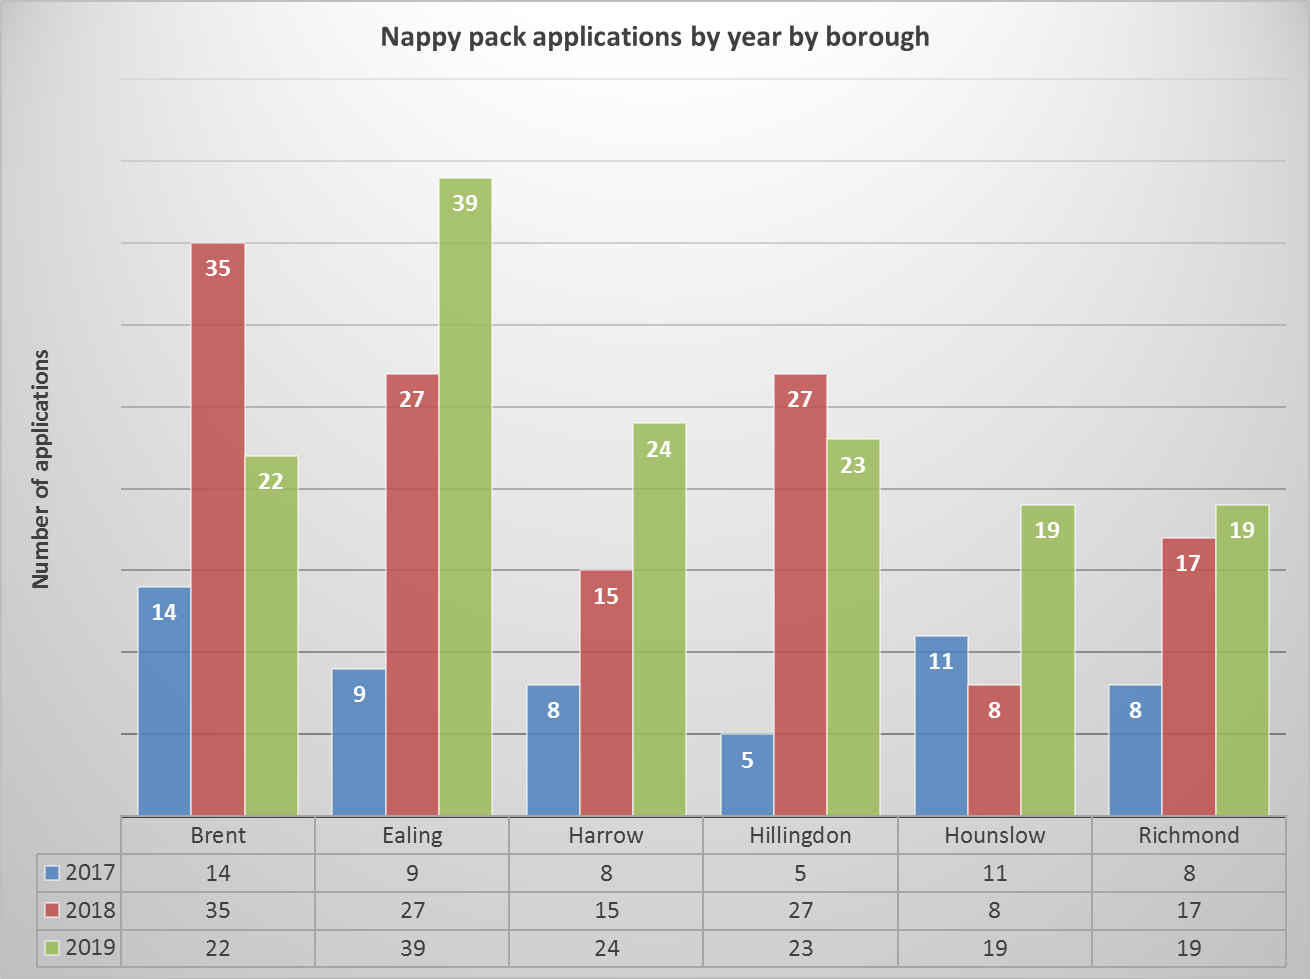 Nappy pack applications by year by borough
Number of applications
14 35 22 9 27 39 8 15 24 5 27 23 11 8 19 8 17 19
Brent Ealing Harrow Hillingdon Hounslow Richmond
2017 14 9 8 5 11 8
2018 35 27 15 27 8 17
2019 22 39 24 23 19 19